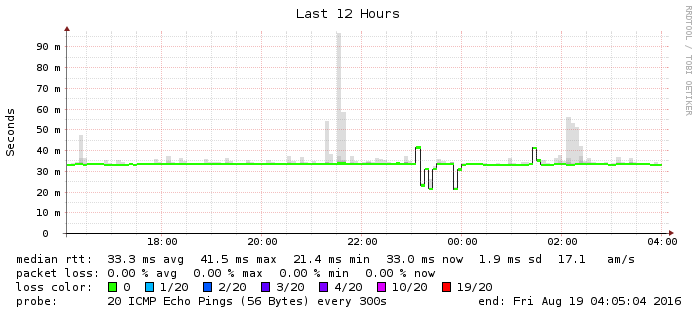 Last 12 Hours
RRDTOOL / TOBI OETIKER
Seconds
90 m
80 m
70 m
60 m
50 m
40 m
30 m
20 m
10 m
0
18:00 20:00 22:00 00:00 02:00 04:00
median rtt: 33.3 ms avg 41.5 ms max 21.4 ms min 33.0 ms now 1.9 ms sd 17.1 am/s
packet loss: 0.00 % avg 0.00 % max 0.00 % min 0.00 % now
loss color: 0 1/20 2/20 3/20 4/20 10/20 19/20
probe: 20 ICMP Echo Pings (56 Bytes) every 300s end: Fri Aug 19 04:05:04 2016